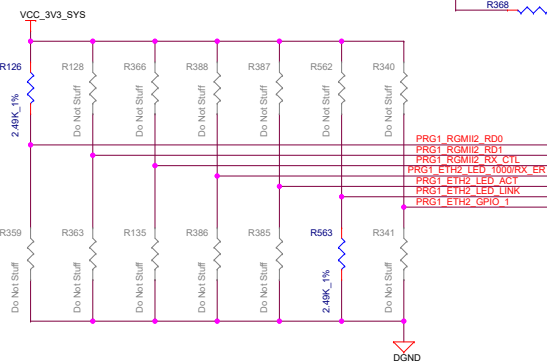 R368
VCC_3V3_SYS
R126
R128
R366
R388
R387
R562
R340
2.49K_1%
Do Not Stuff
Do Not Stuff
Do Not Stuff
Do Not Stuff
Do Not Stuff
Do Not Stuff
PRG1_RGMII2_RD0
PRG1_RGMII2_RD1
PRG1_RGMII2_RX_CTL
PRG1_ETH2_LED_1000/RX_ER
PRG1_ETH2_LED_ACT
PRG1_ETH2_LED_LINK
PRG1_ETH2_GPIO_1
R359
R363
R135
R386
R385
R563
R341
Do Not Stuff
Do Not Stuff
Do Not Stuff
Do Not Stuff
Do Not Stuff
2.49K_1%
Do Not Stuff
DGND